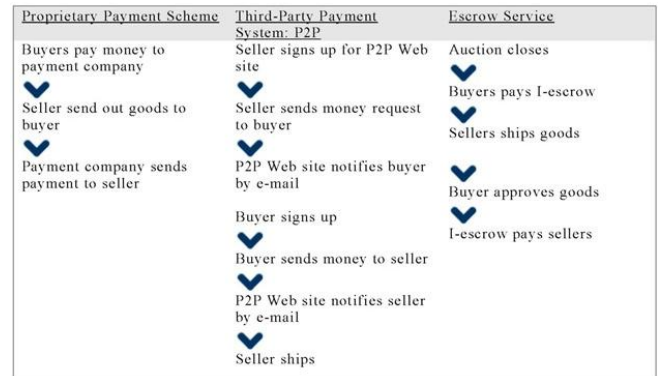 Proprietary Payment Scheme
Buyers pay money to
payment company
Seller send out goods to
buyer
Payment company sends
payment to seller
Third-Party Payment
System: P2P
Seller signs up for P2P Web
site
Seller sends money request
to buyer
P2P Web site notifies buyer
by e-mail
Buyer signs up
Buyer sends money to seller
P2P Web site notifies seller
by e-mail
Seller ships
Escrow Service
Auction closes
Buyers pays I-escrow
Sellers ships goods
Buyer approves goods
I-escrow pays sellers